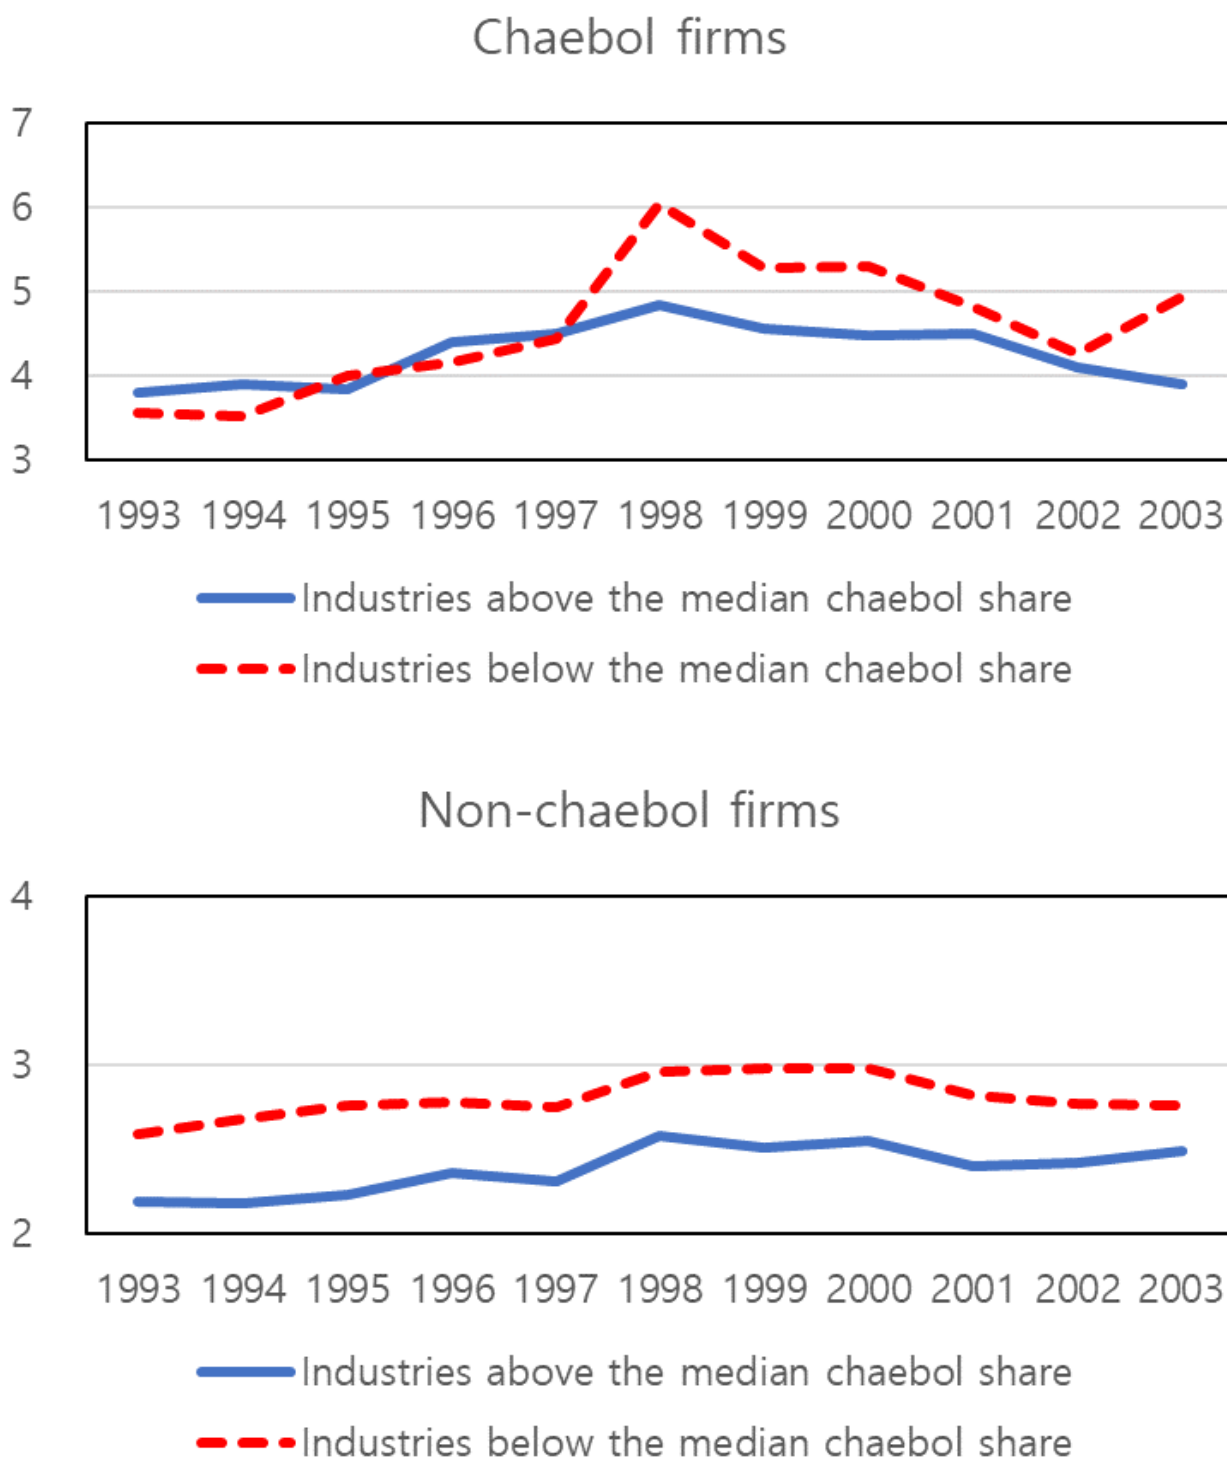 Chaebol firms
7
6
5
4
3
1993 1994 1995 1996 1997 1998 1999 2000 2001 2002 2003
Industries above the median chaebol share
Industries below the median chaebol share
Non-chaebol firms
4
3
2
1993 1994 1995 1996 1997 1998 1999 2000 2001 2002 2003
Industries above the median chaebol share
Industries below the median chaebol share